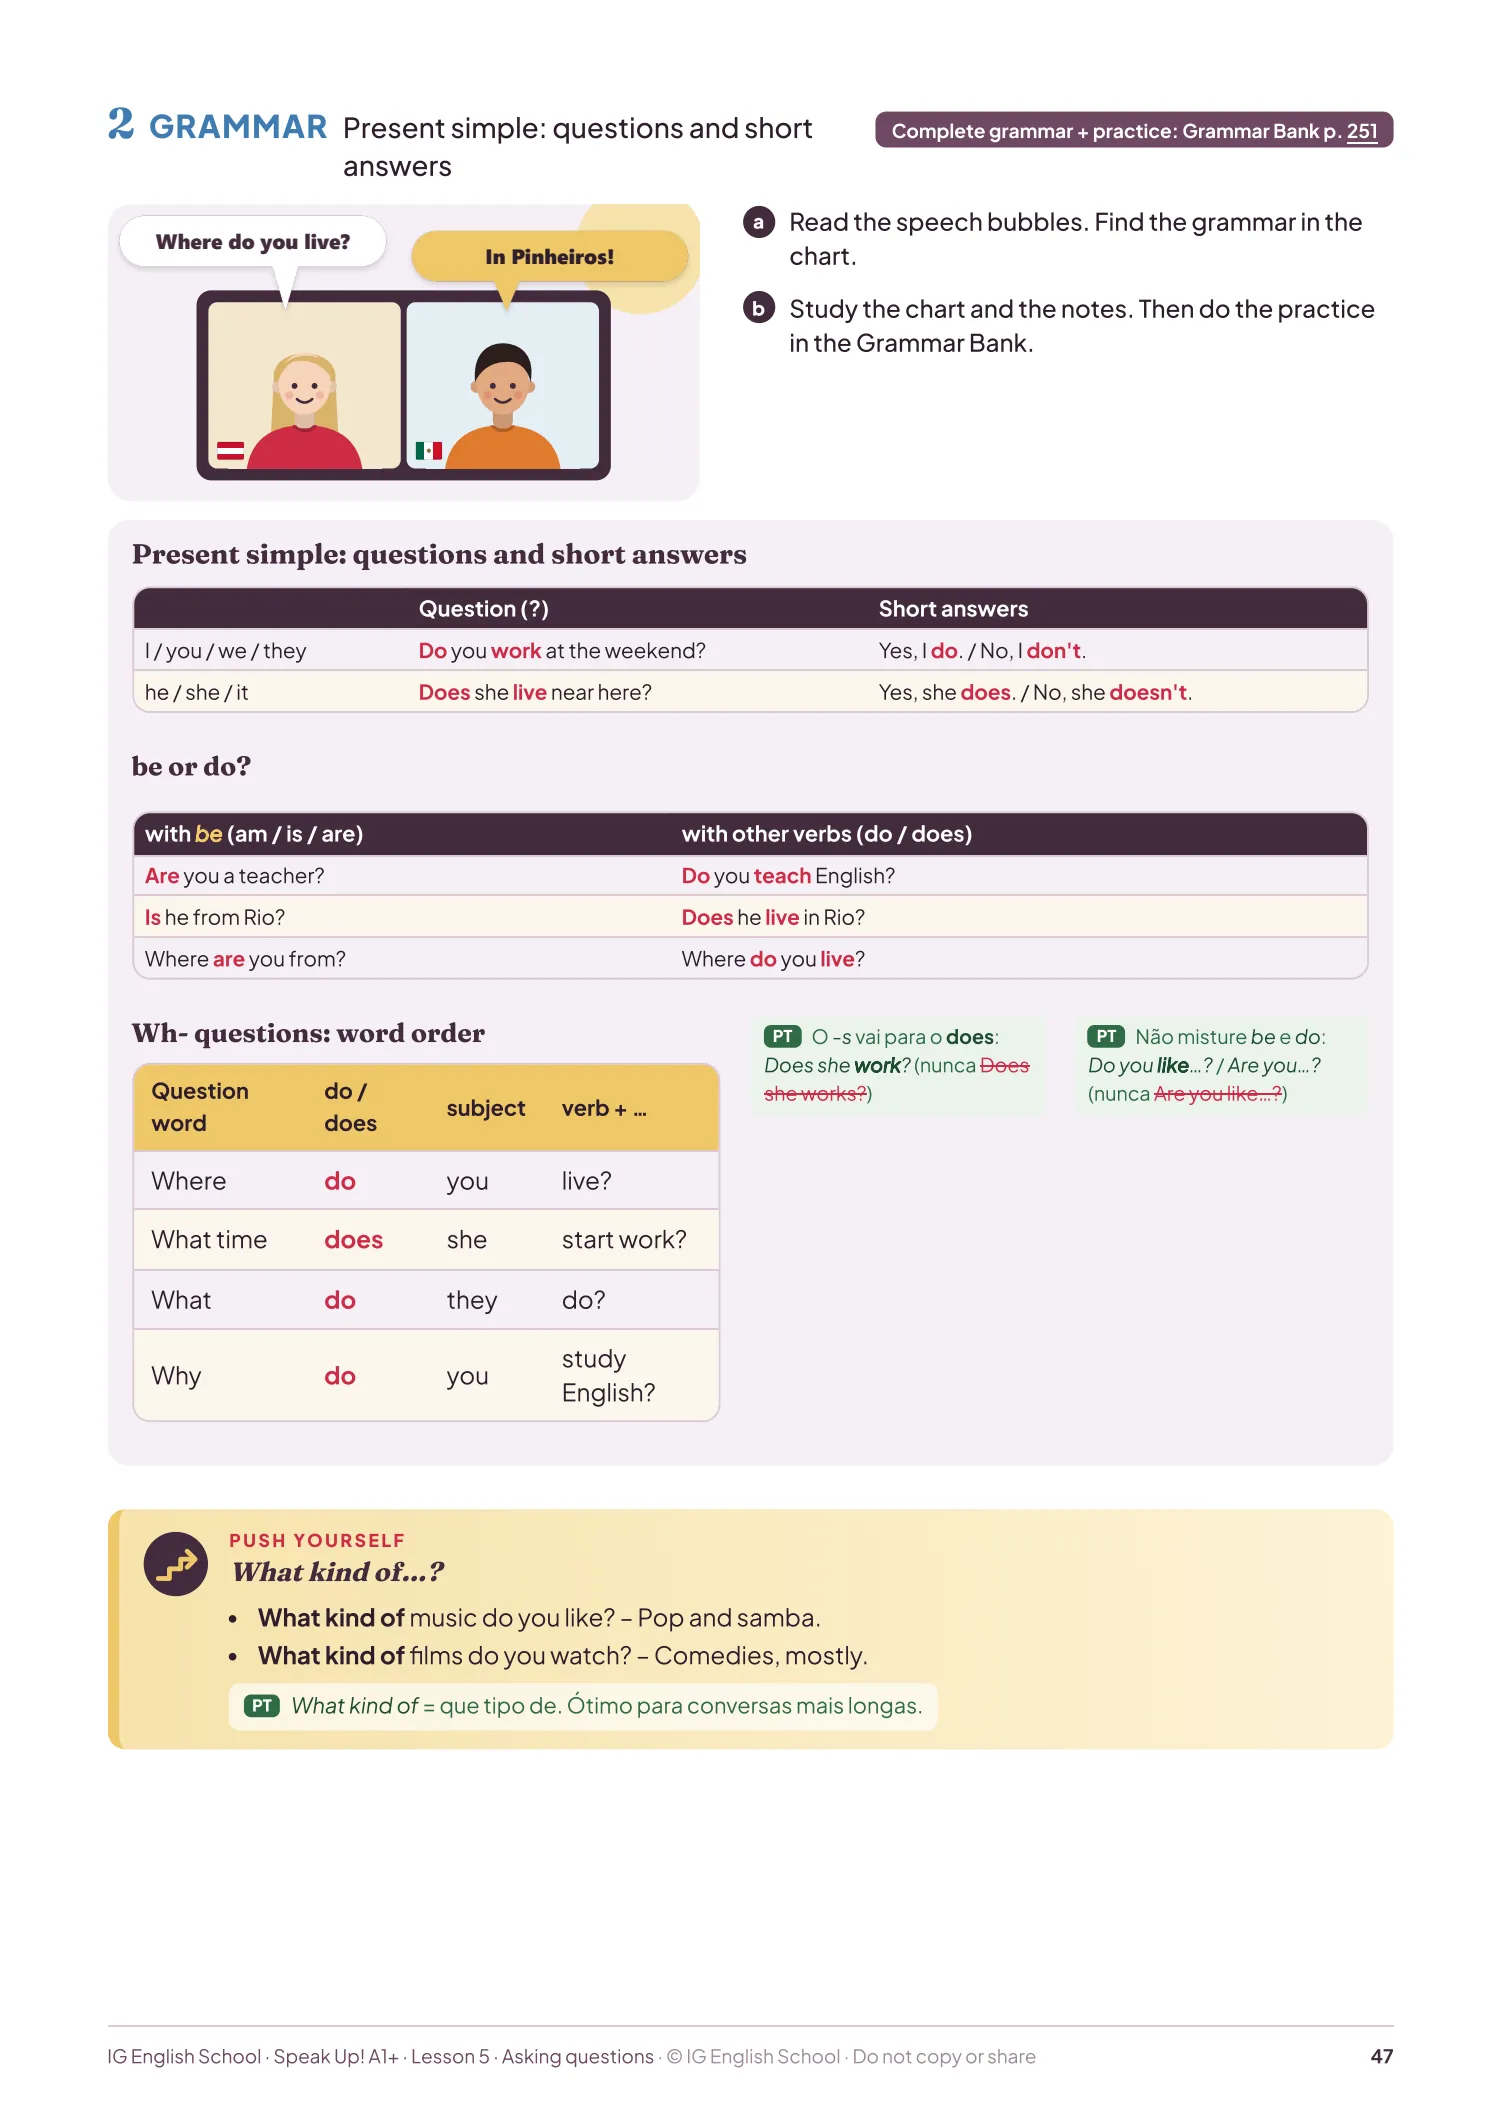 2 GRAMMAR Present simple: questions and short
answers
Complete grammar + practice: Grammar Bank p. 251
Where do you live?
In Pinheiros!
a Read the speech bubbles. Find the grammar in the
chart.
b Study the chart and the notes. Then do the practice
in the Grammar Bank.
Present simple: questions and short answers
Question (?) Short answers
I / you / we / they Do you work at the weekend? Yes, I do. / No, I don't.
he / she / it Does she live near here? Yes, she does. / No, she doesn't.
be or do?
with be (am / is / are) with other verbs (do / does)
Are you a teacher? Do you teach English?
Is he from Rio? Does he live in Rio?
Where are you from? Where do you live?
Wh- questions: word order
Question
word
do /
does
subject
verb + ...
Where do you live?
What time does she start work?
What do they do?
Why do you study
English?
PT O -s vai para o does:
Does she work? (nunca Does
she works?)
PT Não misture be e do:
Do you like...? / Are you...?
(nunca Are you like...?)
PUSH YOURSELF
What kind of...?
• What kind of music do you like? – Pop and samba.
• What kind of films do you watch? – Comedies, mostly.
PT What kind of = que tipo de. Ótimo para conversas mais longas.
IG English School · Speak Up! A1+ · Lesson 5 · Asking questions · © IG English School · Do not copy or share 47